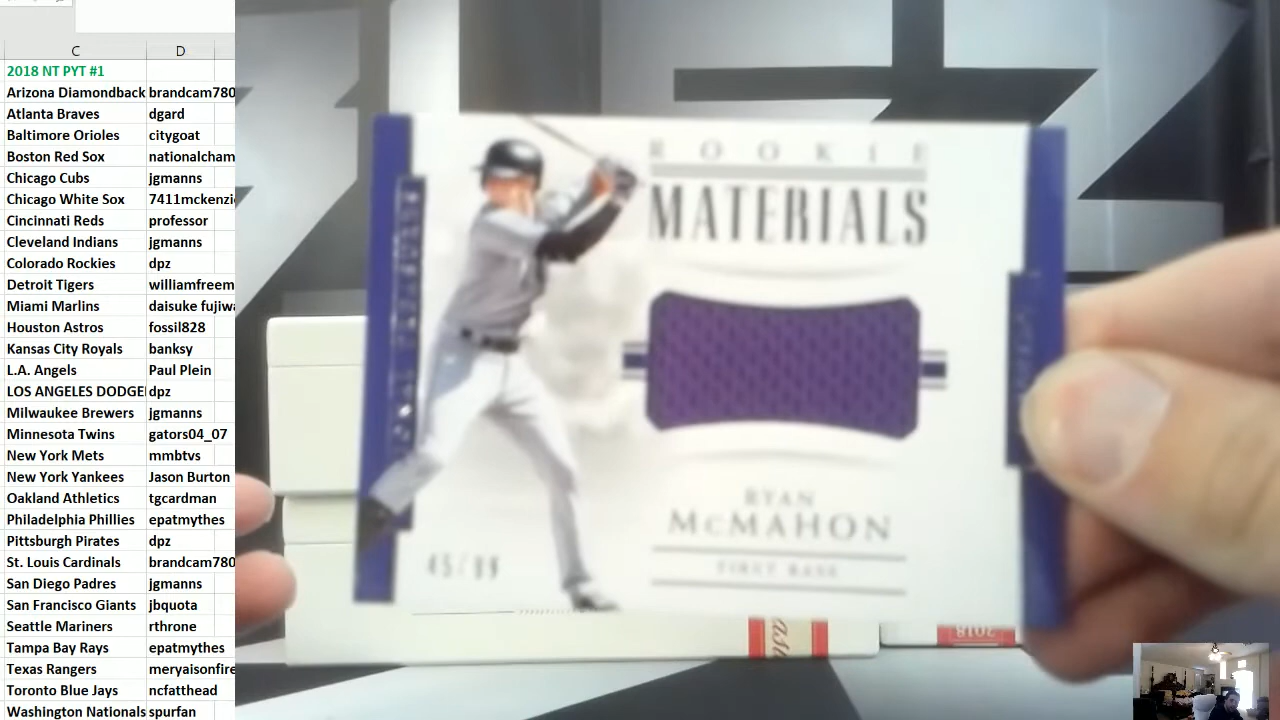 C D
2018 NT PYT #1
Arizona Diamondback brandcam780
Atlanta Braves dgard
Baltimore Orioles citygoat
Boston Red Sox nationalcham
Chicago Cubs jgmanns
Chicago White Sox 7411mckenzi
Cincinnati Reds professor
Cleveland Indians jgmanns
Colorado Rockies dpz
Detroit Tigers williamfreem
Miami Marlins daisuke fujiwa
Houston Astros fossil828
Kansas City Royals banksy
L.A. Angels Paul Plein
LOS ANGELES DODGE dpz
Milwaukee Brewers jgmanns
Minnesota Twins gators04_07
New York Mets mmbtvs
New York Yankees Jason Burton
Oakland Athletics tgcardman
Philadelphia Phillies epatmythes
Pittsburgh Pirates dpz
St. Louis Cardinals brandcam780
San Diego Padres jgmanns
San Francisco Giants jbquota
Seattle Mariners rthrone
Tampa Bay Rays epatmythes
Texas Rangers meryaisonfire
Toronto Blue Jays ncfatthead
Washington Nationals spurfan
ROOKIE
MATERIALS
RYAN
McMAHON
FIRST BASE
45/99
2018